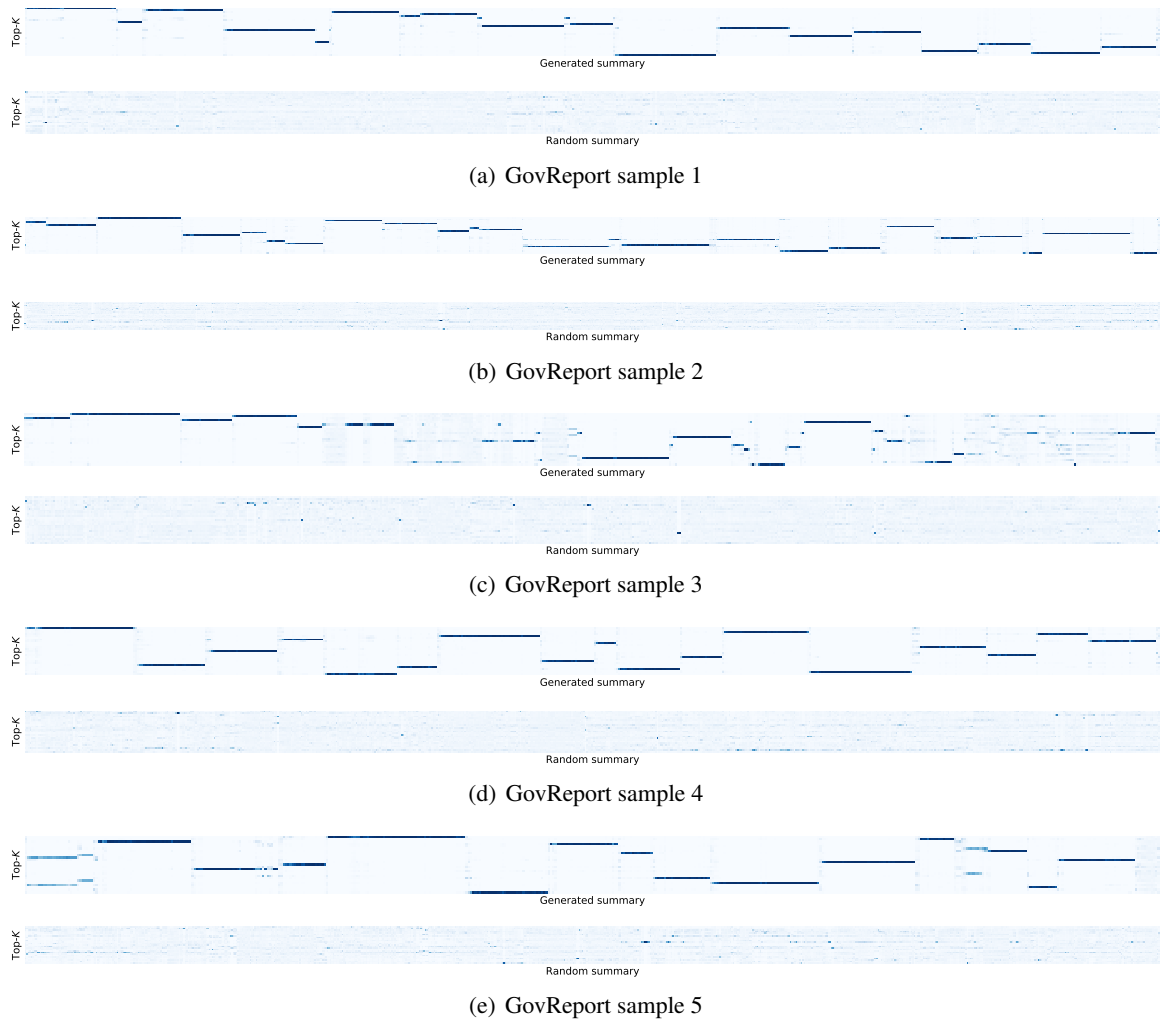 Top-K
Generated summary
Top-K
Random summary
(a) GovReport sample 1
Top-K
Generated summary
Top-K
Random summary
(b) GovReport sample 2
Top-K
Generated summary
Top-K
Random summary
(c) GovReport sample 3
Top-K
Generated summary
Top-K
Random summary
(d) GovReport sample 4
Top-K
Generated summary
Top-K
Random summary
(e) GovReport sample 5